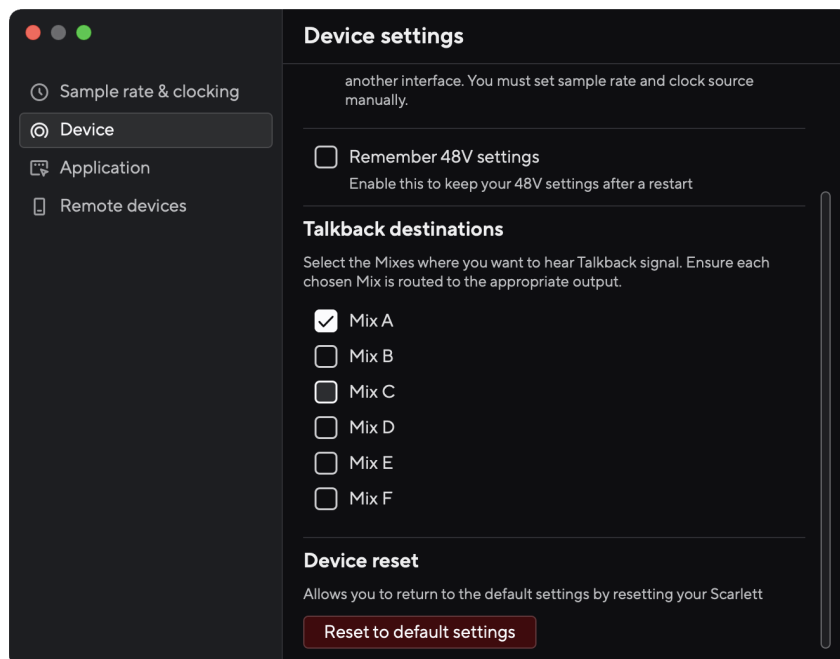 Device settings
Sample rate & clocking
Device
Application
Remote devices
another interface. You must set sample rate and clock source
manually.
Remember 48V settings
Enable this to keep your 48V settings after a restart
Talkback destinations
Select the Mixes where you want to hear Talkback signal. Ensure each
chosen Mix is routed to the appropriate output.
Mix A
Mix B
Mix C
Mix D
Mix E
Mix F
Device reset
Allows you to return to the default settings by resetting your Scarlett
Reset to default settings